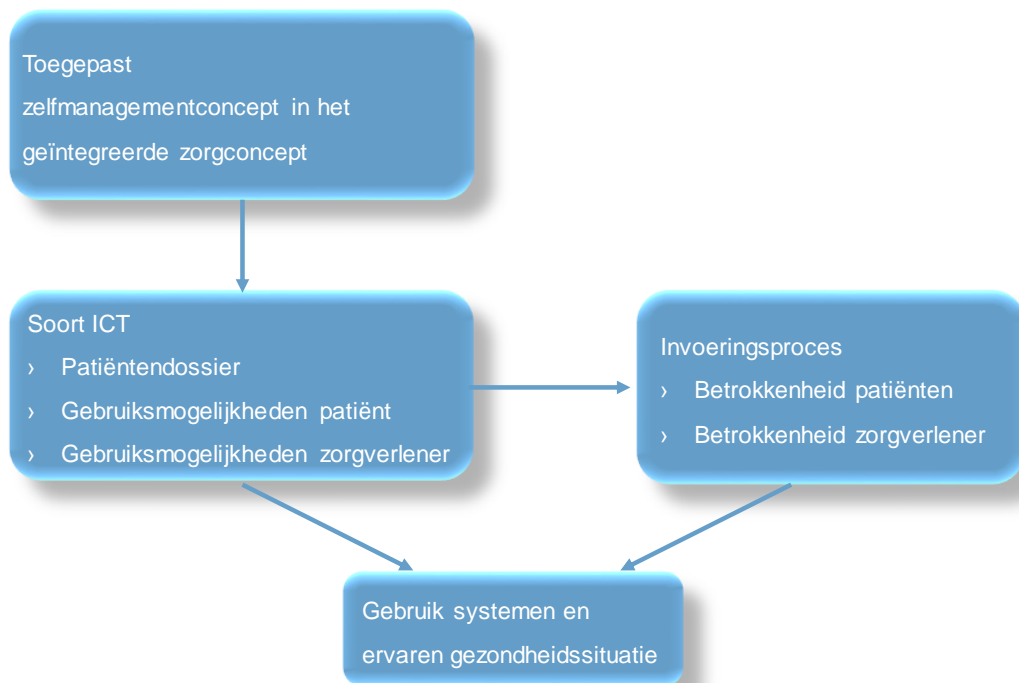 Toegepast
zelfmanagementconcept in het
geïntegreerde zorgconcept
Soort ICT
› Patiëntendossier
› Gebruiksmogelijkheden patiënt
› Gebruiksmogelijkheden zorgverlener
Invoeringsproces
› Betrokkenheid patiënten
› Betrokkenheid zorgverlener
Gebruik systemen en
ervaren gezondheidssituatie